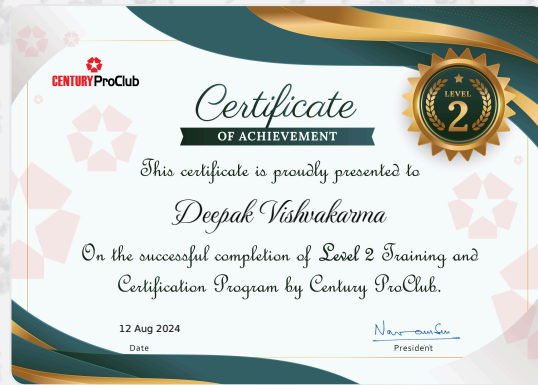 CENTURY ProClub
Certificate
OF ACHIEVEMENT
LEVEL
2
This certificate is proudly presented to
Deepak Vishvakarma
On the successful completion of Level 2 Training and
Certification Program by Century ProClub.
12 Aug 2024
Date
President